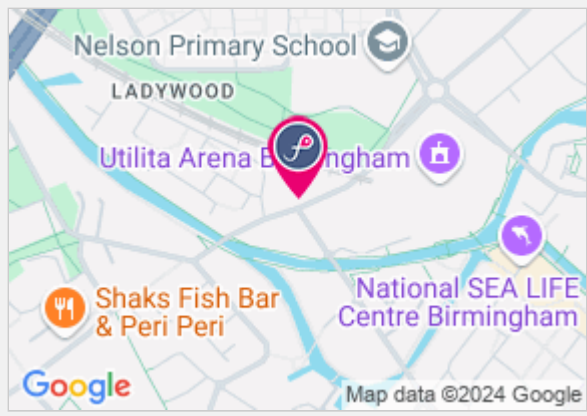 Nelson Primary School
LADYWOOD
Utilita Arena B ngham
National SEA LIFE
Centre Birmingham
Shaks Fish Bar
& Peri Peri
Google
Map data ©2024 Google